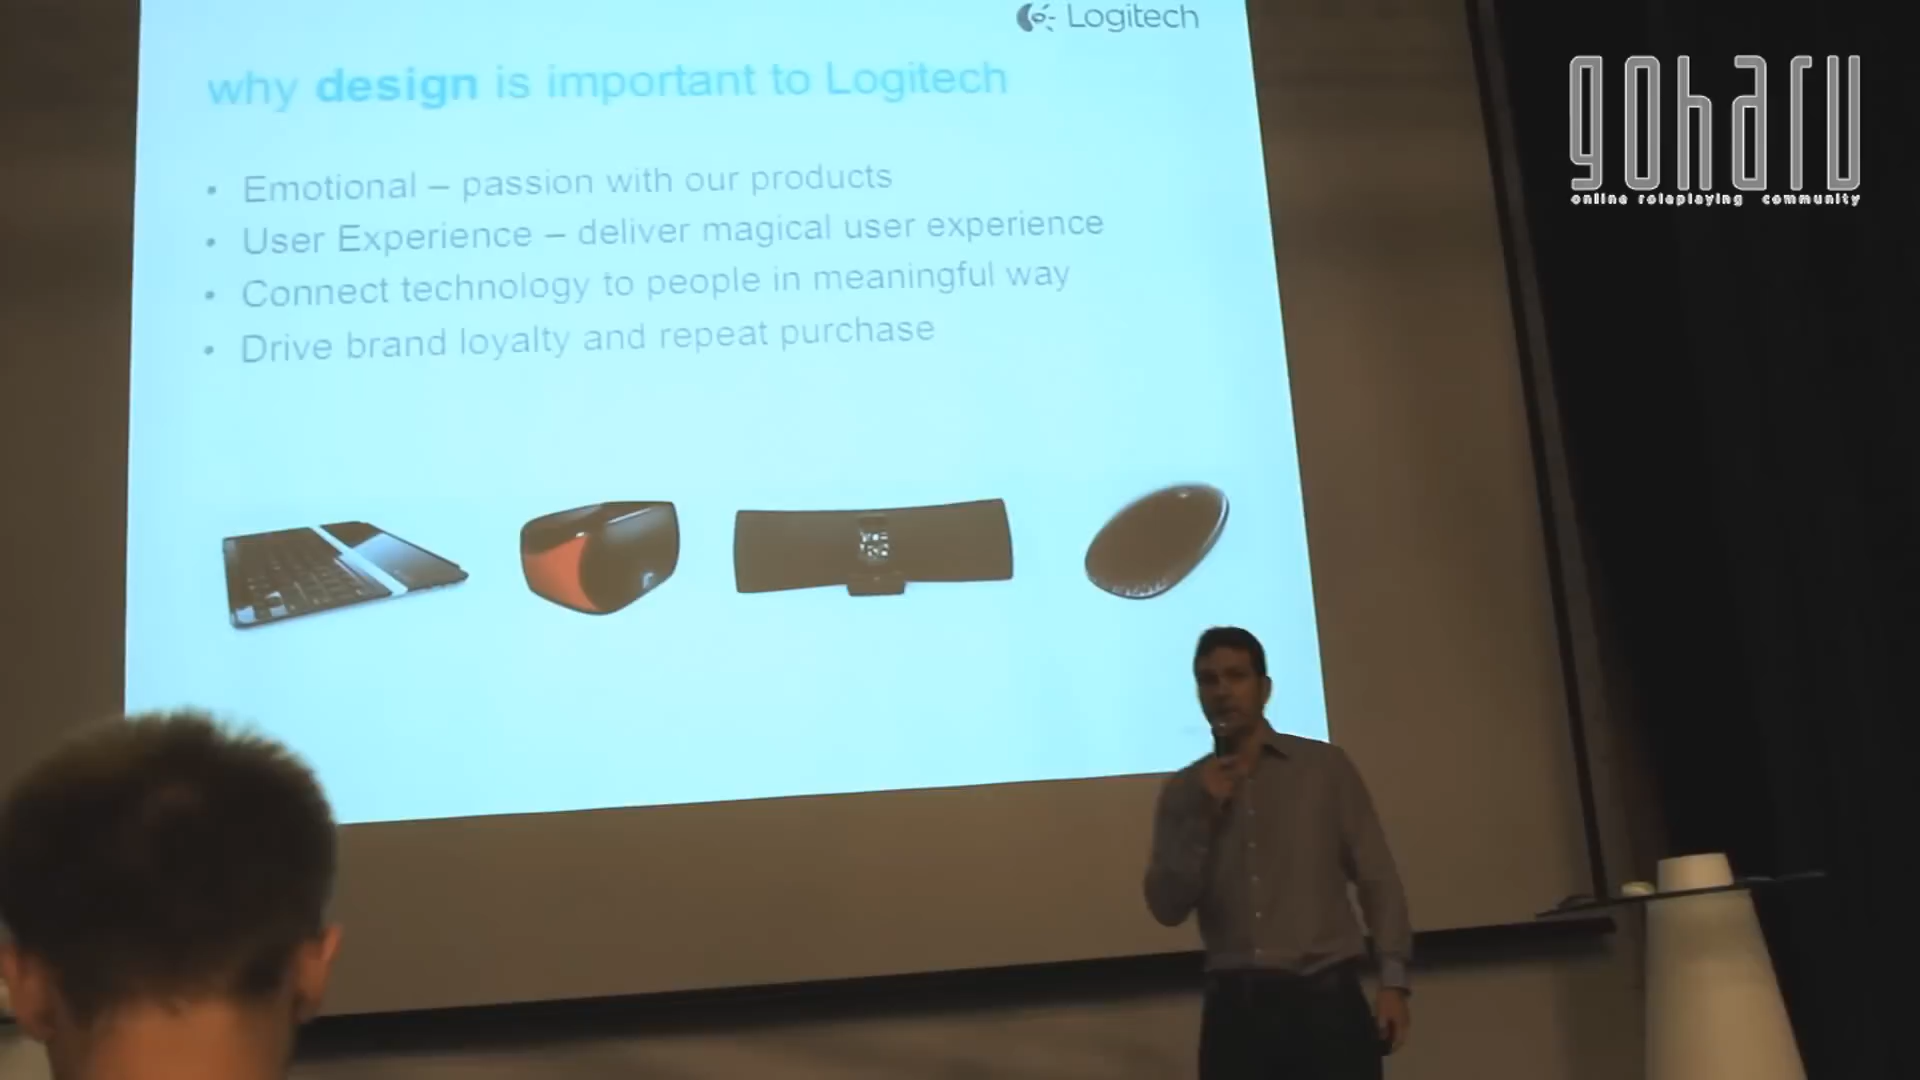 Logitech
why design is important to Logitech
• Emotional – passion with our products
• User Experience – deliver magical user experience
• Connect technology to people in meaningful way
• Drive brand loyalty and repeat purchase
goharu
online roleplaying community